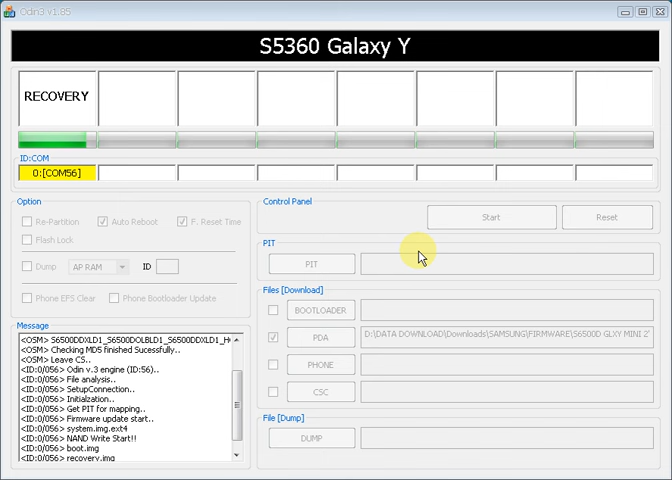 Odin3 v1.85
S5360 Galaxy Y
RECOVERY
ID:COM
0:[COM56]
Option
Re-Partition
Auto Reboot
F. Reset Time
Flash Lock
Dump
AP RAM
ID
Phone EFS Clear
Phone Bootloader Update
Message
<OSM> S6500DDXLD1_S6500DOLBLD1_S6500DDXLD1_H
<OSM> Checking MD5 finished Sucessfully..
<OSM> Leave CS..
<ID:0/056> Odin v.3 engine (ID:56)..
<ID:0/056> File analysis..
<ID:0/056> SetupConnection..
<ID:0/056> Initialzation..
<ID:0/056> Get PIT for mapping..
<ID:0/056> Firmware update start..
<ID:0/056> system.img.ext4
<ID:0/056> NAND Write Start!!
<ID:0/056> boot.img
<ID:0/056> recovery.img
Control Panel
Start
Reset
PIT
PIT
Files [Download]
BOOTLOADER
PDA
D:\DATA DOWNLOAD\Downloads\SAMSUNG\FIRMWARE\S6500D GLXY MINI 2\
PHONE
CSC
File [Dump]
DUMP